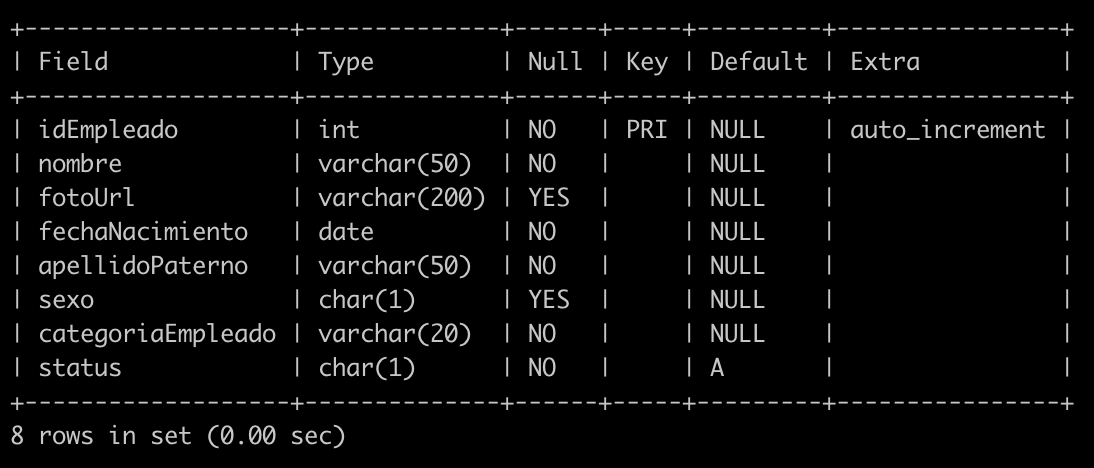 +-------------------+--------------+------+-----+---------+----------------+
| Field             | Type         | Null | Key | Default | Extra          |
+-------------------+--------------+------+-----+---------+----------------+
| idEmpleado        | int          | NO   | PRI | NULL    | auto_increment |
| nombre            | varchar(50)  | NO   |     | NULL    |                |
| fotoUrl           | varchar(200) | YES  |     | NULL    |                |
| fechaNacimiento   | date         | NO   |     | NULL    |                |
| apellidoPaterno   | varchar(50)  | NO   |     | NULL    |                |
| sexo              | char(1)      | YES  |     | NULL    |                |
| categoriaEmpleado | varchar(20)  | NO   |     | NULL    |                |
| status            | char(1)      | NO   |     | A       |                |
+-------------------+--------------+------+-----+---------+----------------+
8 rows in set (0.00 sec)